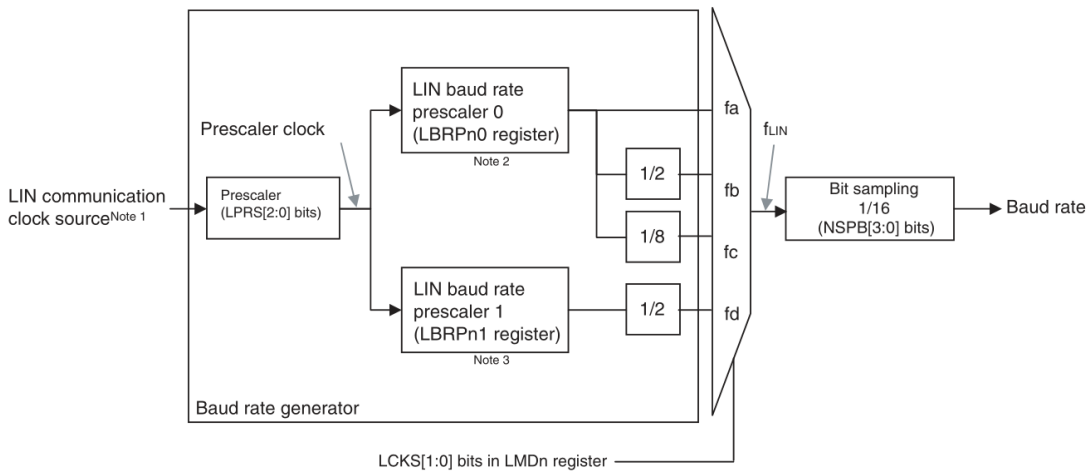 LIN communication
clock sourceNote 1
Prescaler
(LPRS[2:0] bits)
Prescaler clock
LIN baud rate
prescaler 0
(LBRPn0 register)
Note 2
LIN baud rate
prescaler 1
(LBRPn1 register)
Note 3
1/2
1/8
1/2
fa
fb
fc
fd
fLIN
Bit sampling
1/16
(NSPB[3:0] bits)
Baud rate
Baud rate generator
LCKS[1:0] bits in LMDn register